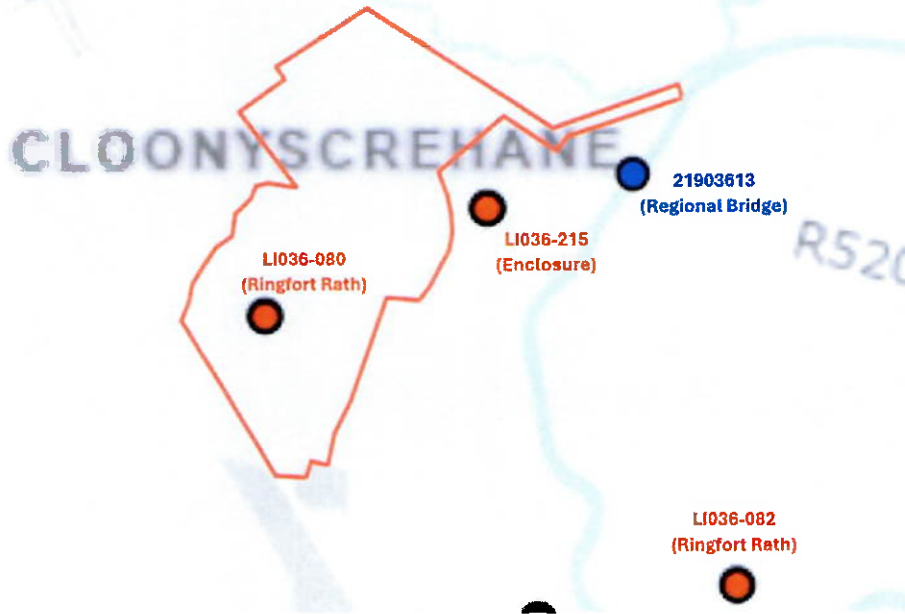 CLOONYSCREHANE
21903613
(Regional Bridge)
LI036-215
(Enclosure)
R520
LI036-080
(Ringfort Rath)
LI036-082
(Ringfort Rath)